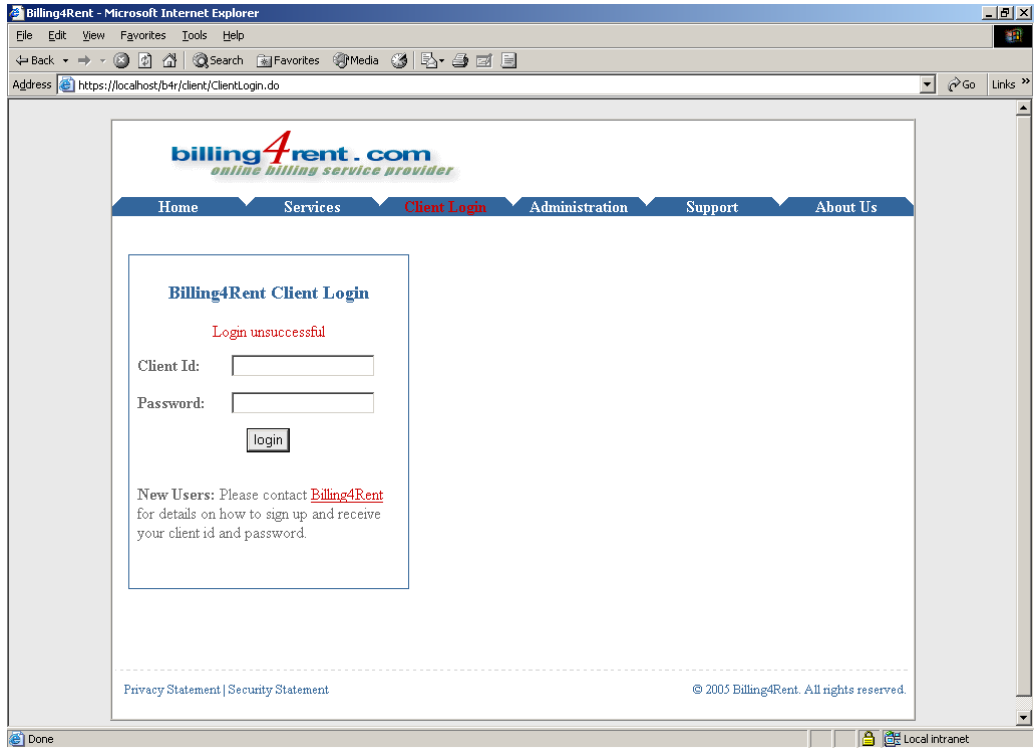 Billing4Rent - Microsoft Internet Explorer
File Edit View Favorites Tools Help
Back Search Favorites Media
Address https://localhost/b4r/client/ClientLogin.do Go Links »
billing4rent.com
online billing service provider
Home Services Client Login Administration Support About Us
Billing4Rent Client Login
Login unsuccessful
Client Id:
Password:
login
New Users: Please contact Billing4Rent
for details on how to sign up and receive
your client id and password.
Privacy Statement | Security Statement © 2005 Billing4Rent. All rights reserved.
Done Local intranet